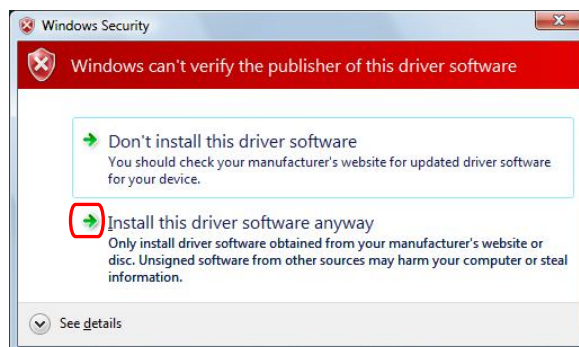 Windows Security
Windows can't verify the publisher of this driver software
Don't install this driver software
You should check your manufacturer's website for updated driver software
for your device.
Install this driver software anyway
Only install driver software obtained from your manufacturer's website or
disc. Unsigned software from other sources may harm your computer or steal
information.
See details